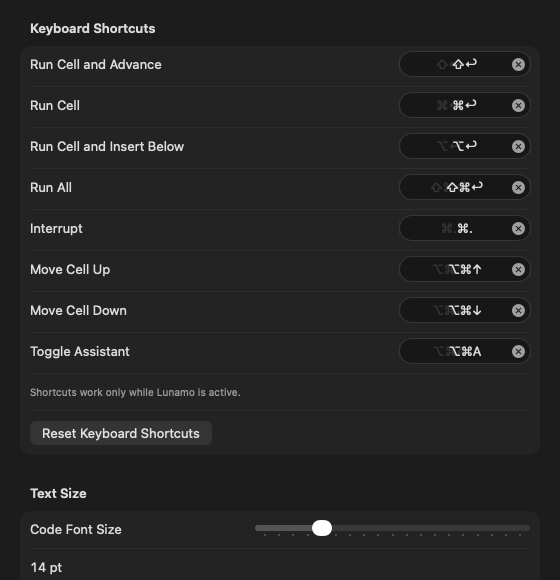 Keyboard Shortcuts
Run Cell and Advance ⇧↩
Run Cell ⌘↩
Run Cell and Insert Below ⌥↩
Run All ⇧⌘↩
Interrupt ⌘.
Move Cell Up ⌥⌘↑
Move Cell Down ⌥⌘↓
Toggle Assistant ⌥⌘A
Shortcuts work only while Lunamo is active.
Reset Keyboard Shortcuts
Text Size
Code Font Size
14 pt